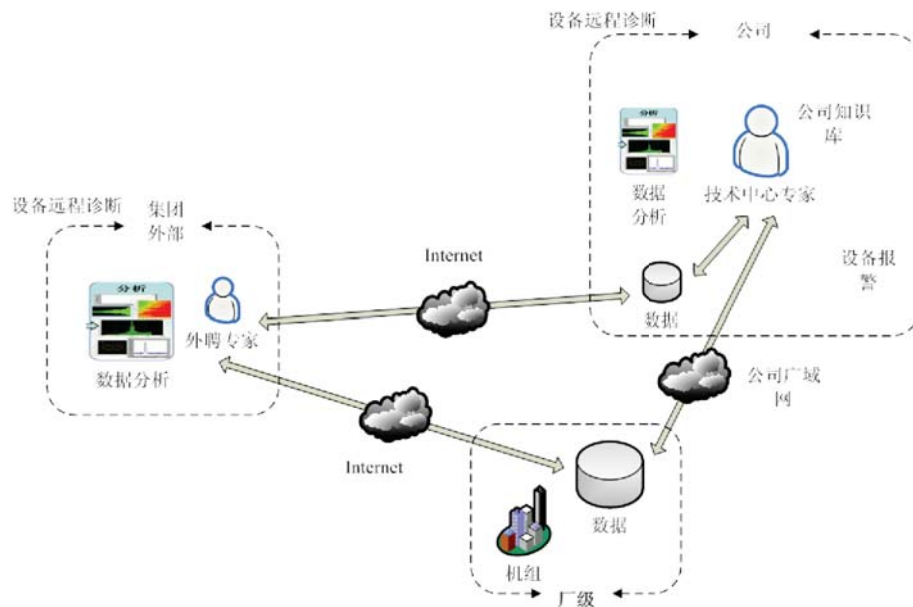 设备远程诊断
公司
分析
公司知识
库
数据
分析
技术中心专家
设备报
警
数据
设备远程诊断
集团
外部
分析
外聘专家
数据分析
Internet
Internet
公司广域
网
数据
机组
厂级